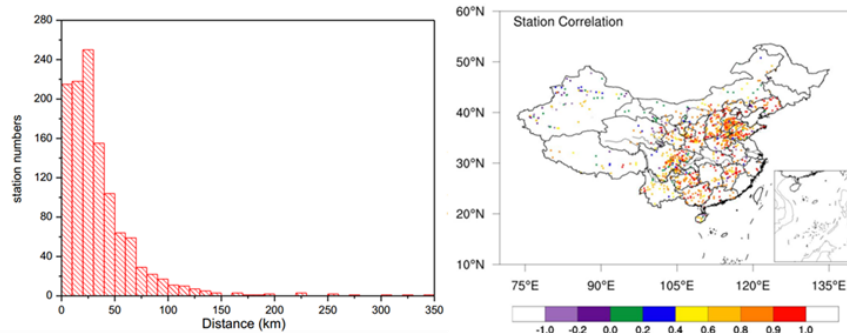 280
240
200
160
120
80
40
0
station numbers
0 50 100 150 200 250 300 350
Distance (km)
Station Correlation
60°N
50°N
40°N
30°N
20°N
10°N
75°E 90°E 105°E 120°E 135°E
-1.0 -0.2 0.0 0.2 0.4 0.6 0.8 0.9 1.0